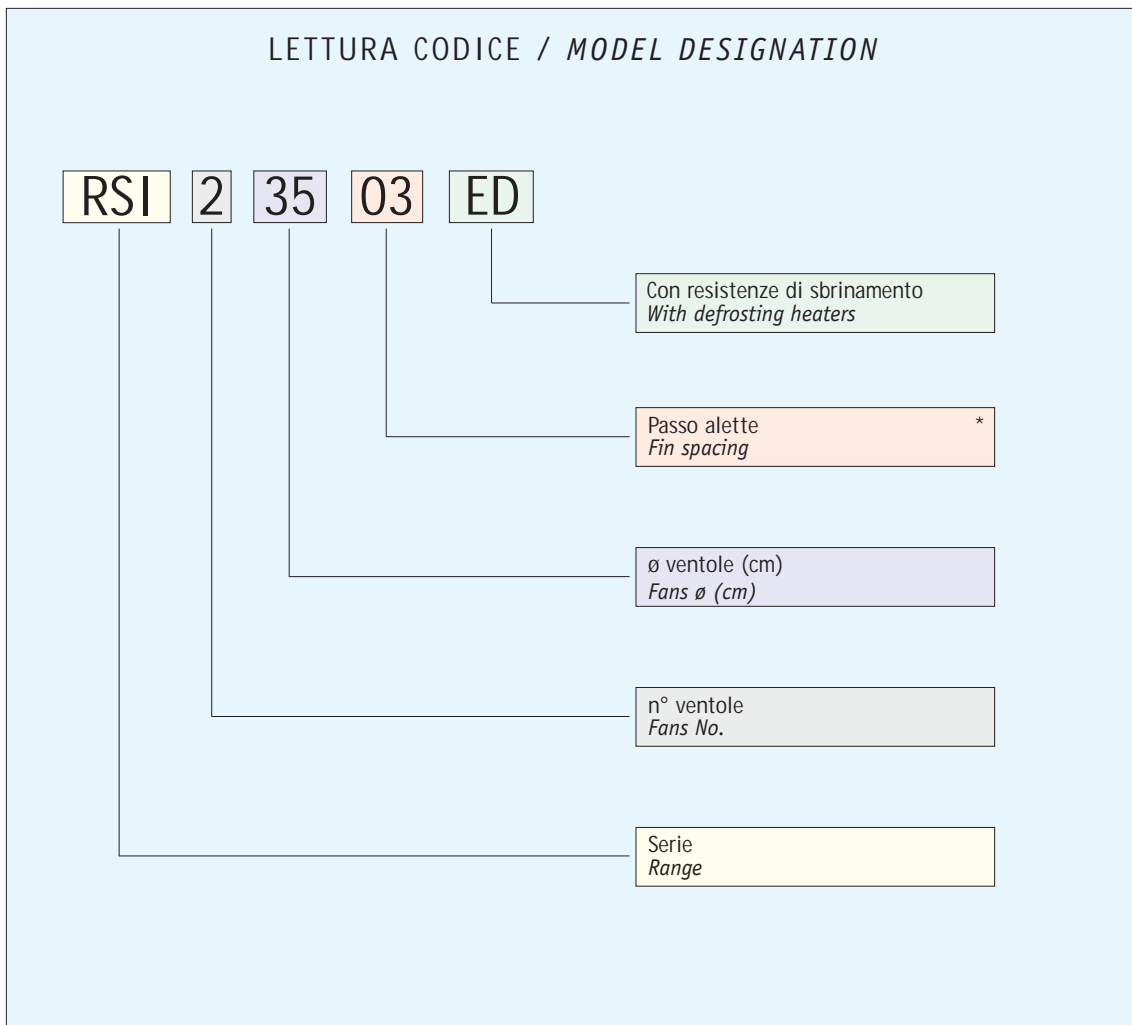 LETTURA CODICE / MODEL DESIGNATION
RSI 2 35 03 ED
Con resistenze di sbrinamento
With defrosting heaters
Passo alette *
Fin spacing
ø ventole (cm)
Fans ø (cm)
n° ventole
Fans No.
Serie
Range